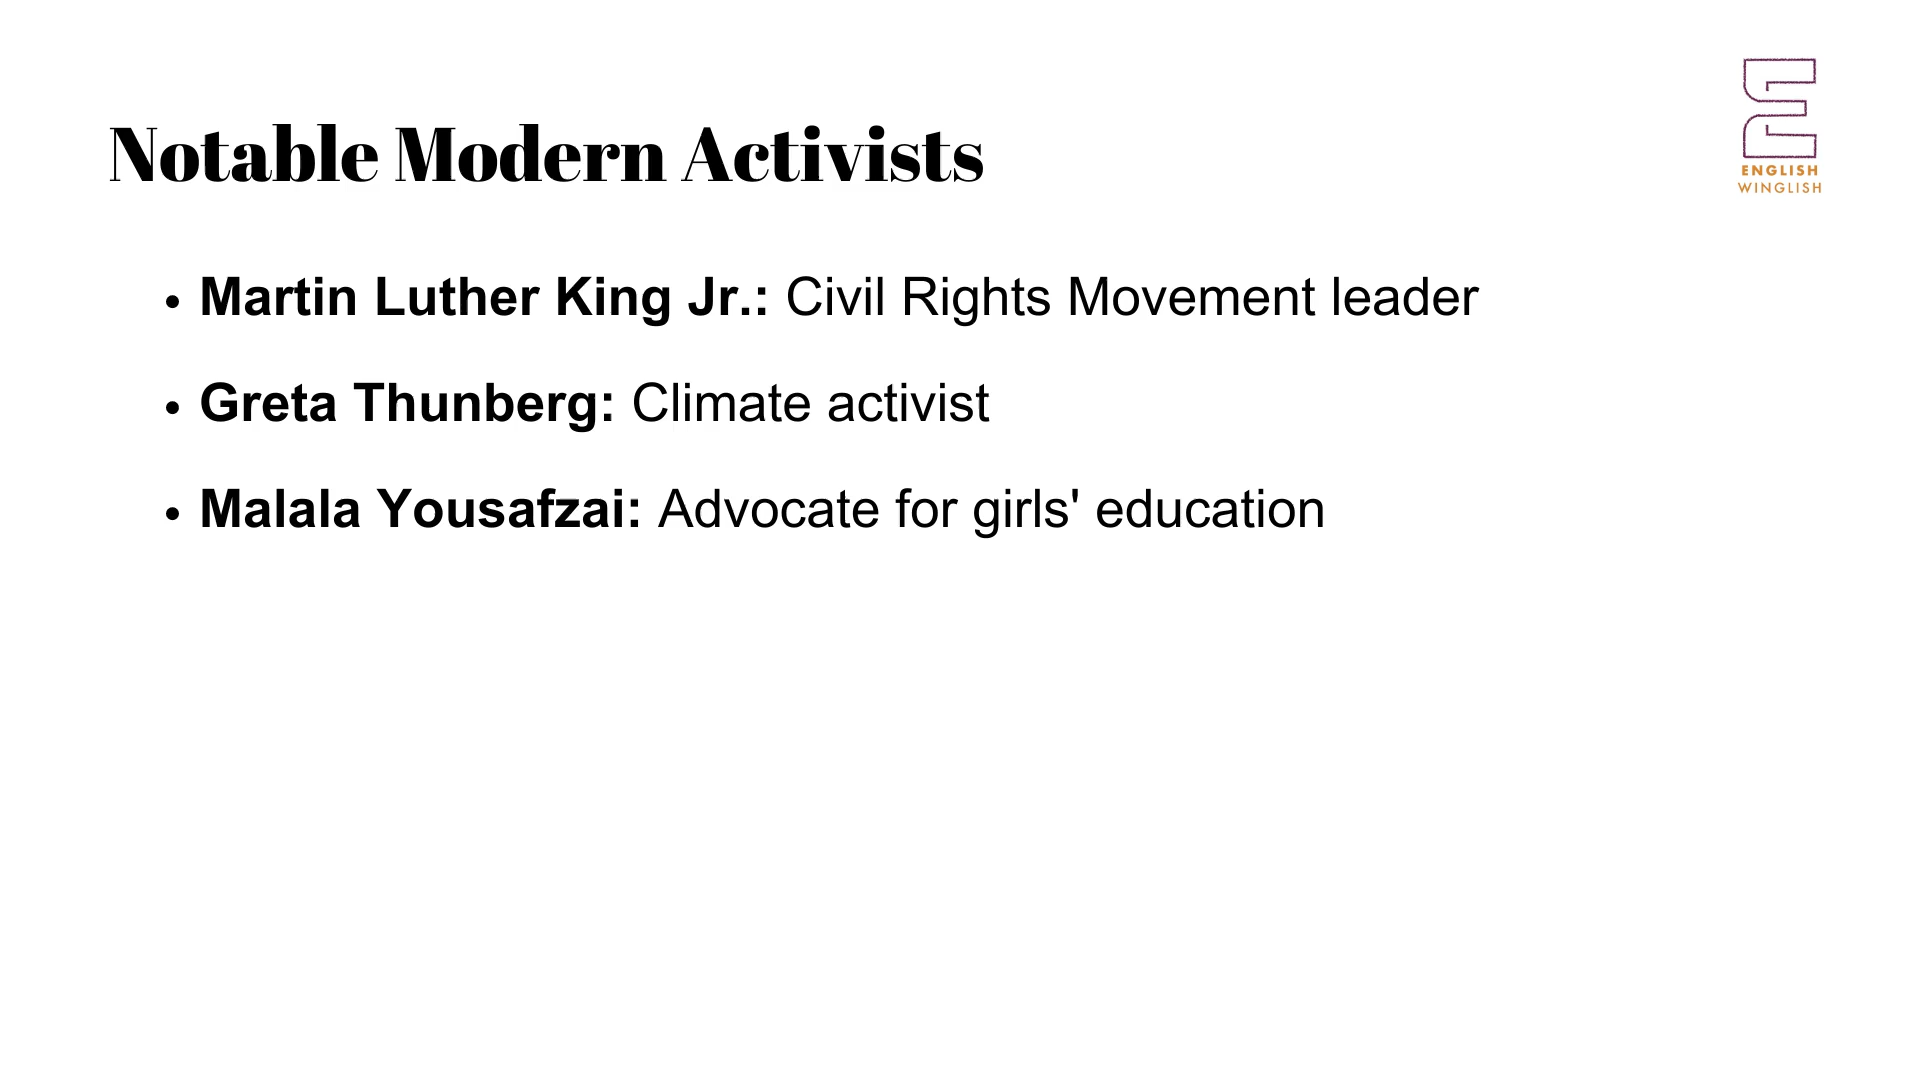 Notable Modern Activists
ENGLISH
WINGLISH
• Martin Luther King Jr.: Civil Rights Movement leader
• Greta Thunberg: Climate activist
• Malala Yousafzai: Advocate for girls' education